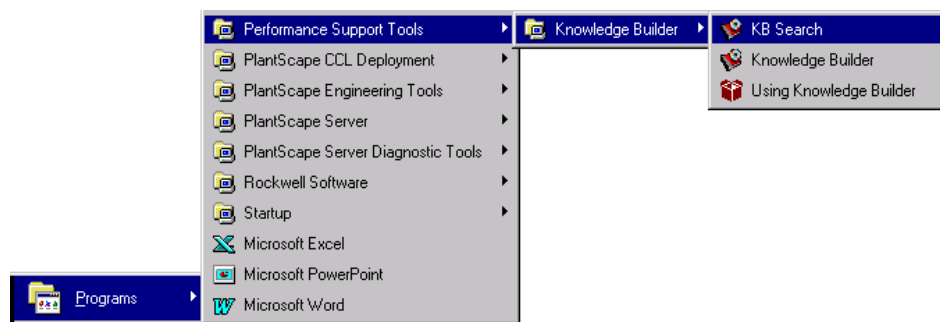 Performance Support Tools
PlantScape CCL Deployment
PlantScape Engineering Tools
PlantScape Server
PlantScape Server Diagnostic Tools
Rockwell Software
Startup
Microsoft Excel
Microsoft PowerPoint
Microsoft Word
Programs
Knowledge Builder
KB Search
Knowledge Builder
Using Knowledge Builder